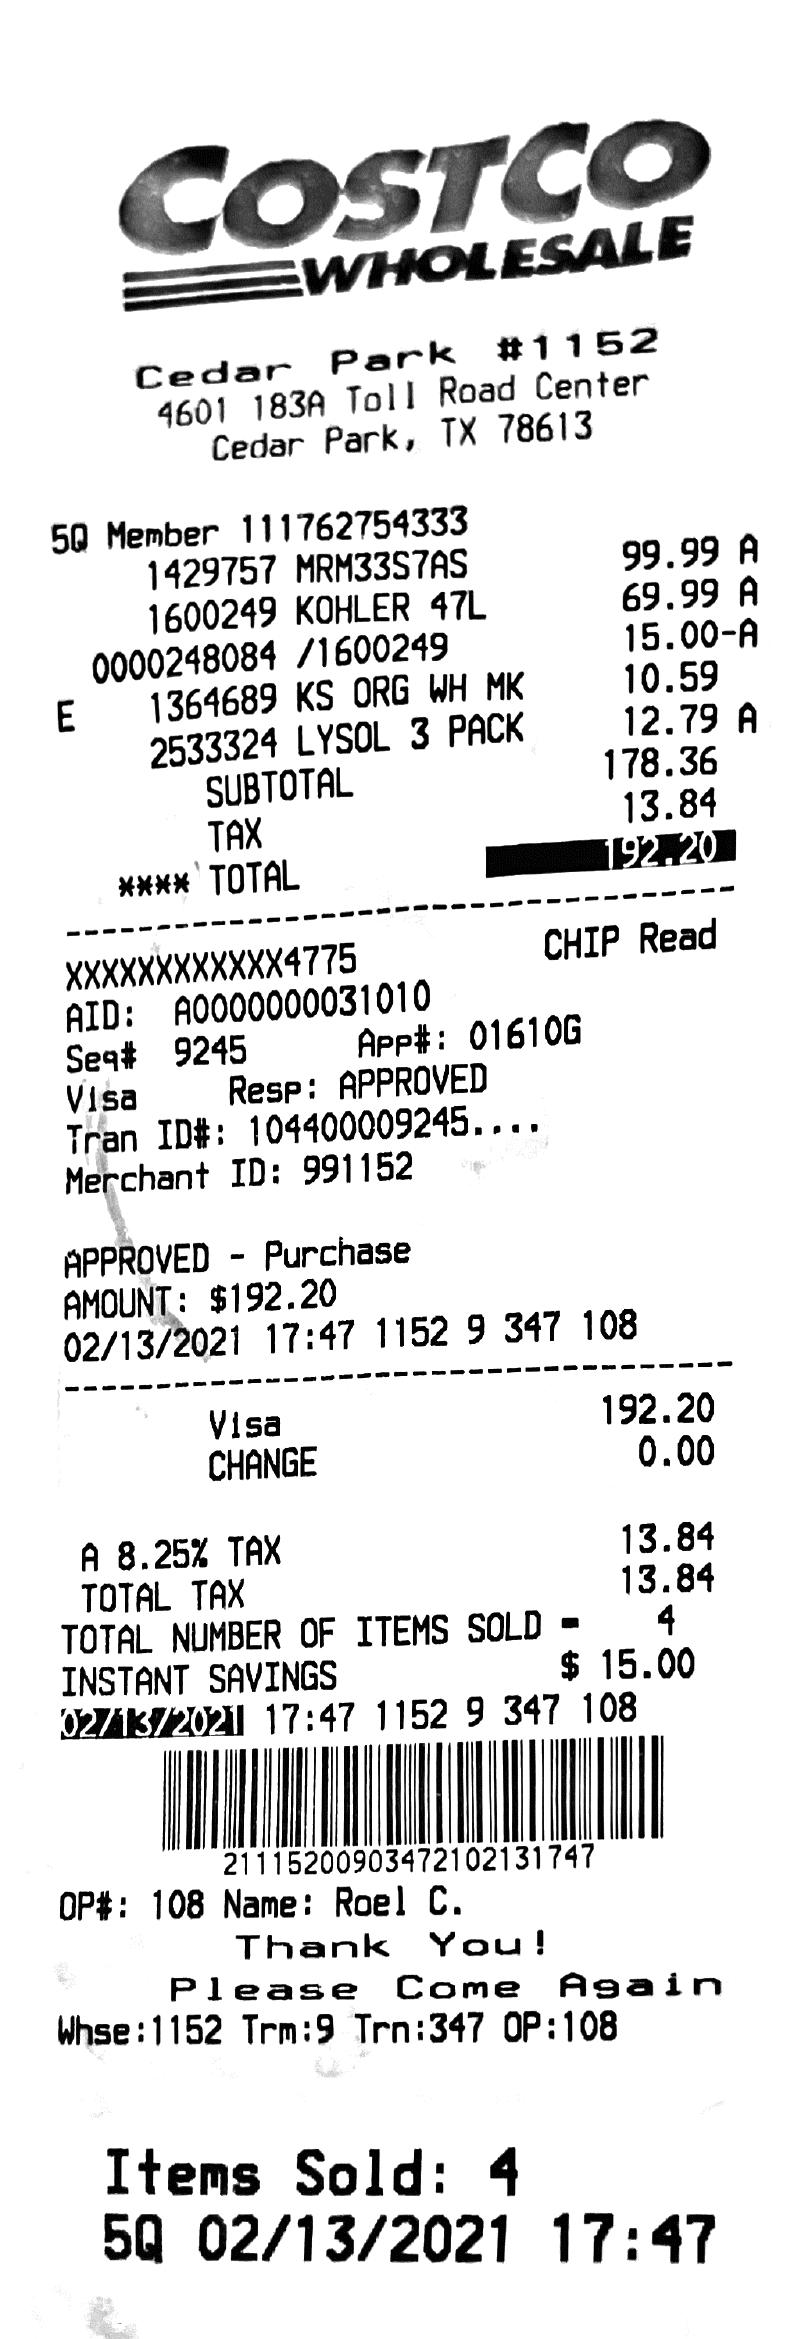 COSTCO
WHOLESALE
Cedar Park #1152
4601 183A Toll Road Center
Cedar Park, TX 78613
5Q Member 111762754333
1429757 MRM33S7AS 99.99 A
1600249 KOHLER 47L 69.99 A
0000248084 /1600249 15.00-A
E 1364689 KS ORG WH MK 10.59
2533324 LYSOL 3 PACK 12.79 A
SUBTOTAL 178.36
TAX 13.84
**** TOTAL 192.20
XXXXXXXXXXXX4775 CHIP Read
AID: A0000000031010
Seq# 9245 App#: 01610G
Visa Resp: APPROVED
Tran ID#: 104400009245....
Merchant ID: 991152
APPROVED - Purchase
AMOUNT: $192.20
02/13/2021 17:47 1152 9 347 108
Visa 192.20
CHANGE 0.00
A 8.25% TAX 13.84
TOTAL TAX 13.84
TOTAL NUMBER OF ITEMS SOLD = 4
INSTANT SAVINGS $ 15.00
02/13/2021 17:47 1152 9 347 108
21115200903472102131747
OP#: 108 Name: Roel C.
Thank You!
Please Come Again
Whse:1152 Trm:9 Trn:347 OP:108
Items Sold: 4
5Q 02/13/2021 17:47